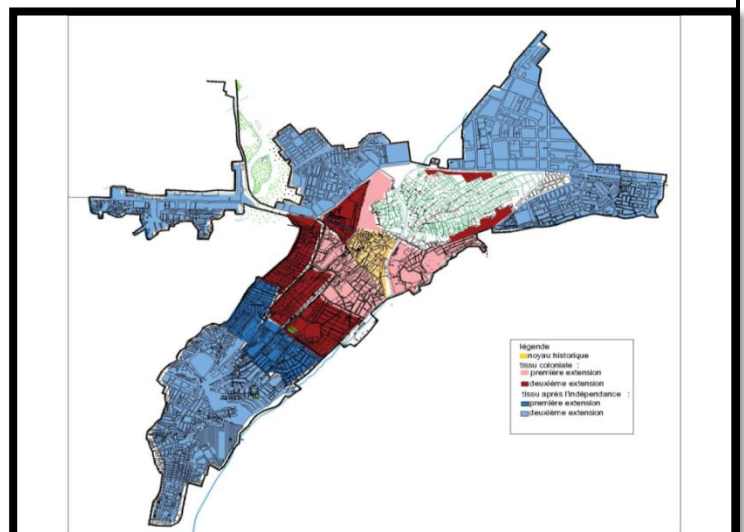 légende
noyau historique
tissu coloniale :
première extension
deuxième extension
tissu après l'indépendance :
première extension
deuxième extension